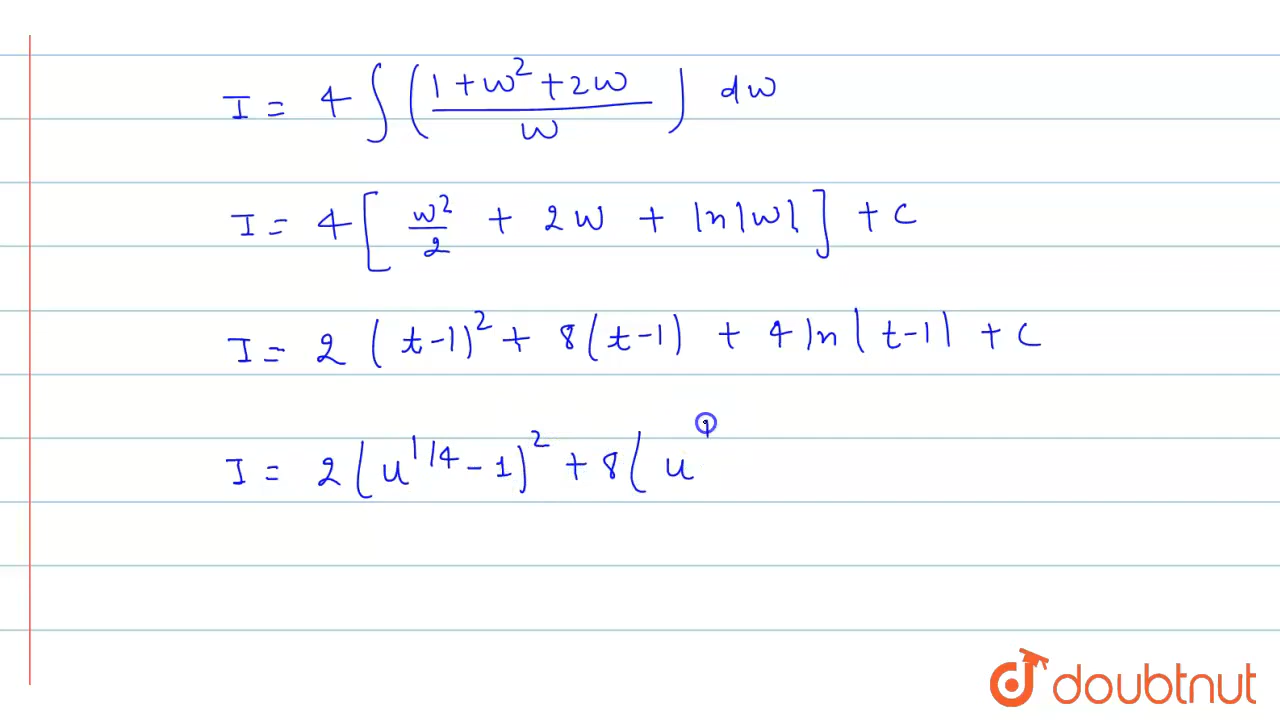 I = 4 ∫ ( (1 + w² + 2w) / w ) dw
I = 4 [ w²/2 + 2w + ln|w| ] + c
I = 2 (t-1)² + 8(t-1) + 4 ln|t-1| + c
I = 2 (u^1/4 - 1)² + 8( u
doubtnut